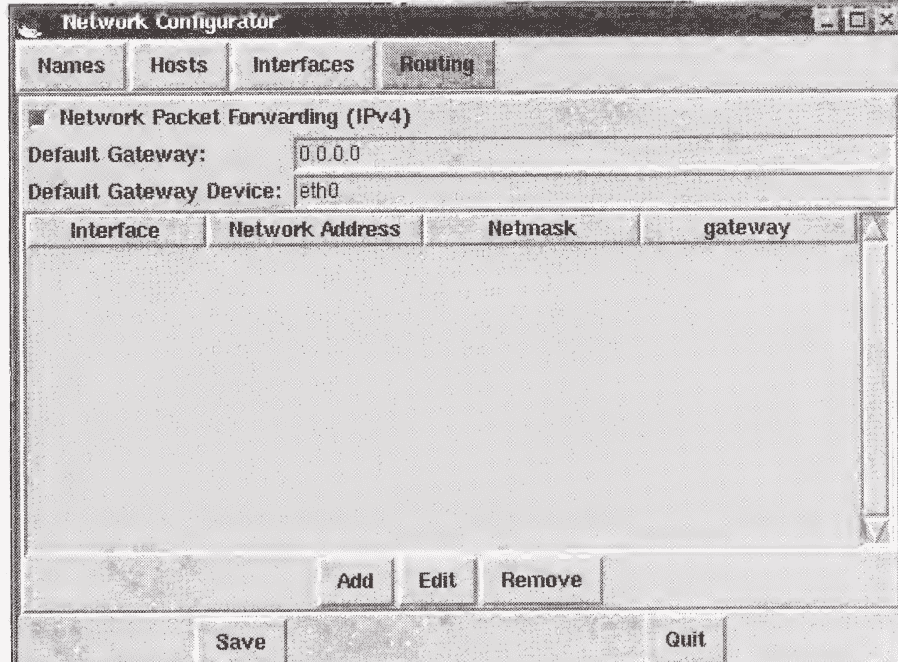 Network Configurator
Names Hosts Interfaces Routing
Network Packet Forwarding (IPv4)
Default Gateway: 0.0.0.0
Default Gateway Device: eth0
Interface Network Address Netmask gateway
Add Edit Remove
Save Quit